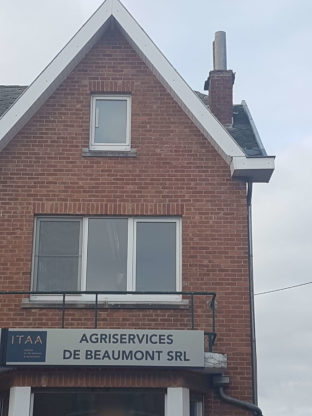 ITAA
AGRISERVICES
DE BEAUMONT SRL